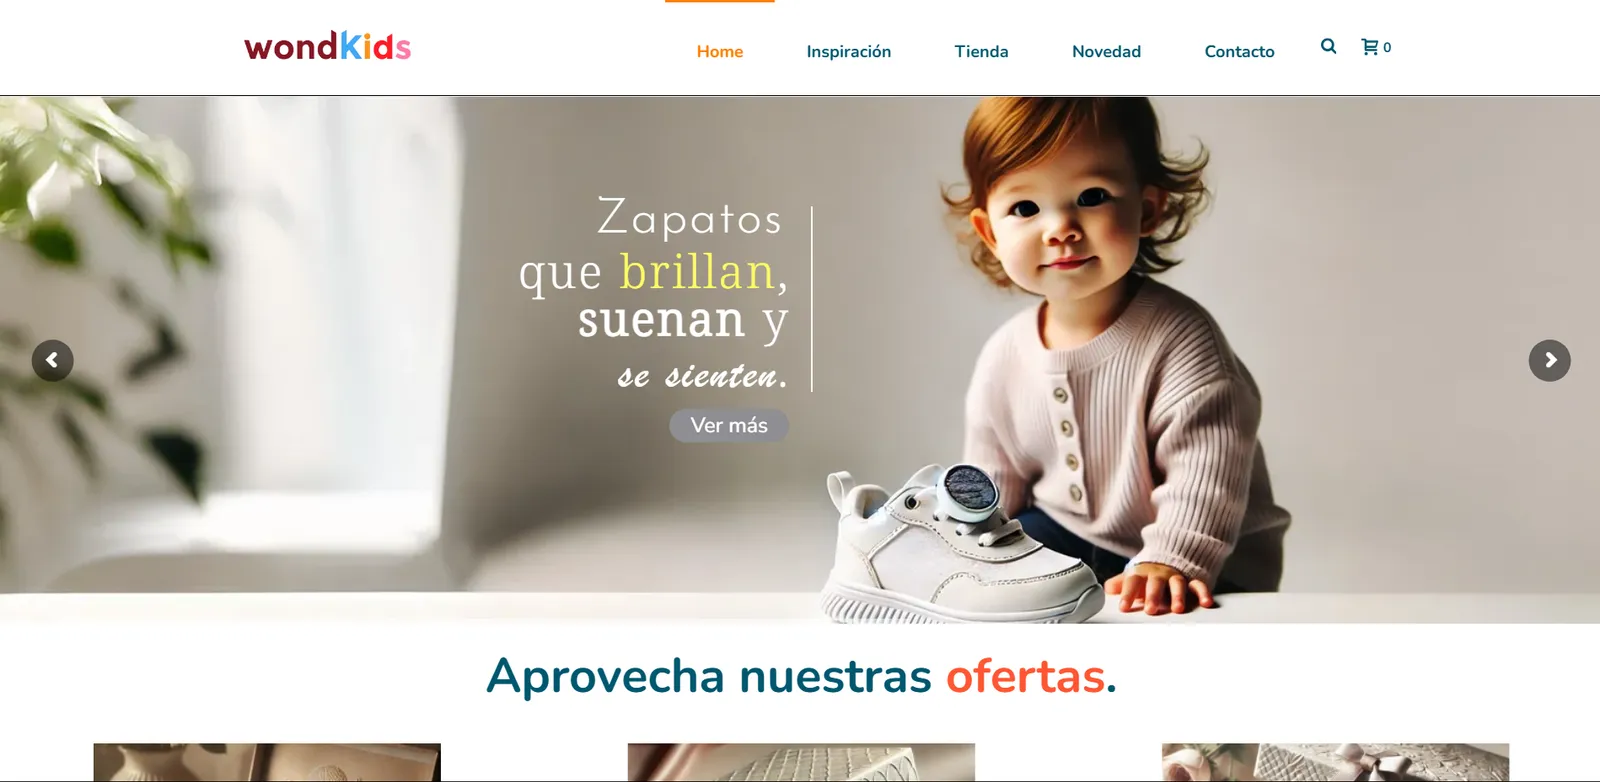 wondkids
Home
Inspiración
Tienda
Novedad
Contacto
0
Zapatos
que brillan,
suenan y
se sienten.
Ver más
Aprovecha nuestras ofertas.